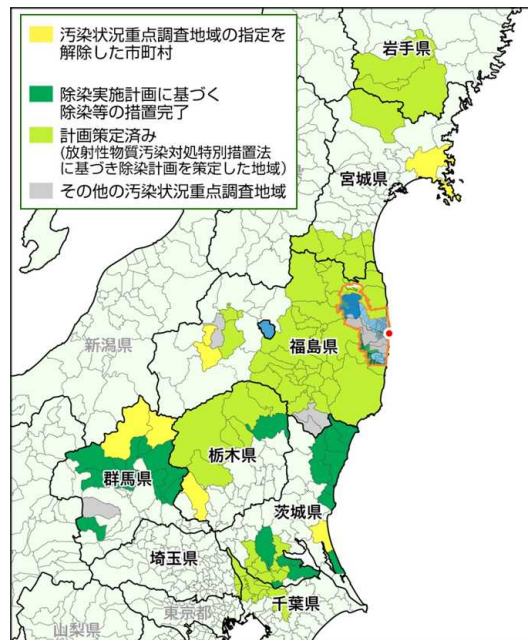 汚染状況重点調査地域の指定を
解除した市町村
除染実施計画に基づく
除染等の措置完了
計画策定済み
(放射性物質汚染対処特別措置法
に基づき除染計画を策定した地域)
その他の汚染状況重点調査地域
岩手県
宮城県
新潟県
福島県
栃木県
群馬県
茨城県
埼玉県
東京都
千葉県
山梨県